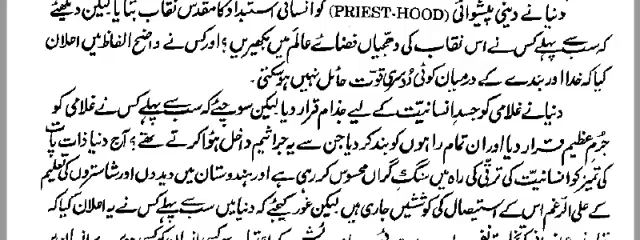 دنیا نے دینی پیشوائی (PRIEST-HOOD) کو انسانی استبداد کا مقدس نقاب بتایا لیکن دیکھئے
کہ سب سے پہلے کس نے اس نقاب کی دھجیاں فضائے عالم میں بکھیریں؟ اور کس نے واضح الفاظ میں اعلان
کیا کہ خدا اور بندے کے درمیان کوئی دوسری قوت حائل نہیں ہو سکتی۔
دنیا نے غلامی کو جسدِ انسانیت کے لیے جذام قرار دیا لیکن سوچئے کہ سب سے پہلے کس نے غلامی کو
جرمِ عظیم قرار دیا اور ان تمام راہوں کو بند کر دیا جن سے یہ جراثیم داخل ہوا کرتے تھے؟ آج دنیا ذات پات
کی تمیز کو انسانیت کی ترقی کی راہ میں سنگِ گراں محسوس کر رہی ہے اور ہندوستان میں ویدوں اور شاستروں کی تعلیم
کے علی الرغم اس کے استیصال کی کوششیں جاری ہیں لیکن غور کیجئے کہ دنیا میں سب سے پہلے کس نے یہ اعلان کیا کہ